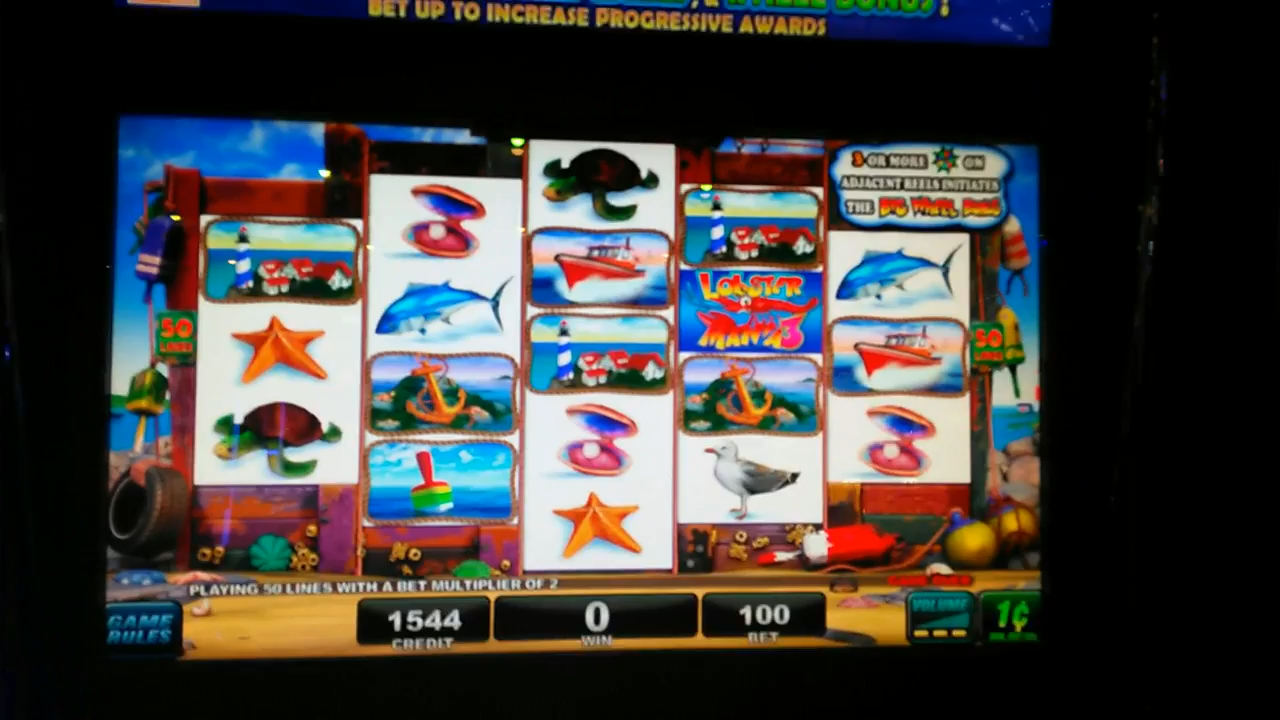 BONUS!
BET UP TO INCREASE PROGRESSIVE AWARDS
3 OR MORE ON
ADJACENT REELS INITIATES
THE BIG WHEEL BONUS
LOBSTER
MANIA 3
50
LINES
50
LINES
PLAYING 50 LINES WITH A BET MULTIPLIER OF 2
GAME
RULES
1544
CREDIT
0
WIN
100
BET
VOLUME
1¢